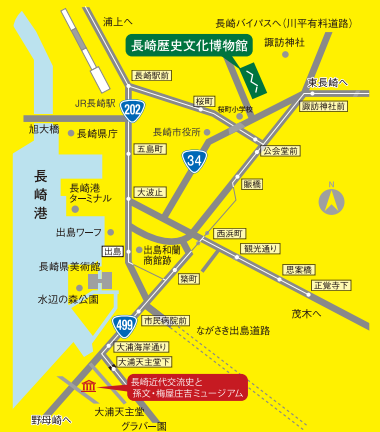 浦上へ
長崎バイパスへ（川平有料道路）
長崎歴史文化博物館
諏訪神社
長崎駅前
東長崎へ
JR長崎駅
202
桜町
桜町小学校
諏訪神社前
旭大橋
長崎県庁
長崎市役所
五島町
34
公会堂前
長崎港
長崎港
ターミナル
大波止
賑橋
出島ワーフ
西浜町
出島
出島和蘭
商館跡
観光通り
長崎県美術館
築町
思案橋
水辺の森公園
正覚寺下
499
市民病院前
茂木へ
ながさき出島道路
大浦海岸通り
大浦天主堂下
長崎近代交流史と
孫文・梅屋庄吉ミュージアム
野母崎へ
大浦天主堂
グラバー園
N